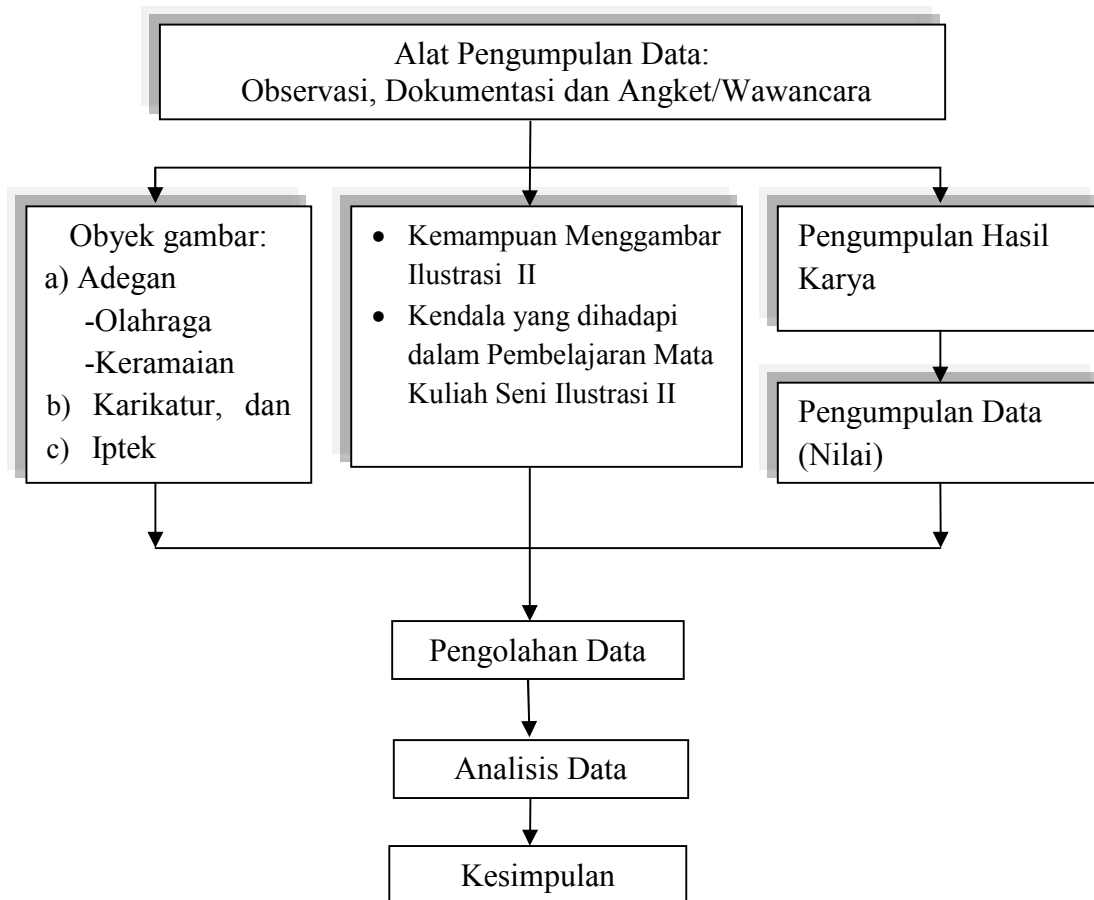 Alat Pengumpulan Data:
Observasi, Dokumentasi dan Angket/Wawancara
Obyek gambar:
a) Adegan
-Olahraga
-Keramaian
b) Karikatur, dan
c) Iptek
• Kemampuan Menggambar
Ilustrasi II
• Kendala yang dihadapi
dalam Pembelajaran Mata
Kuliah Seni Ilustrasi II
Pengumpulan Hasil
Karya
Pengumpulan Data
(Nilai)
Pengolahan Data
Analisis Data
Kesimpulan